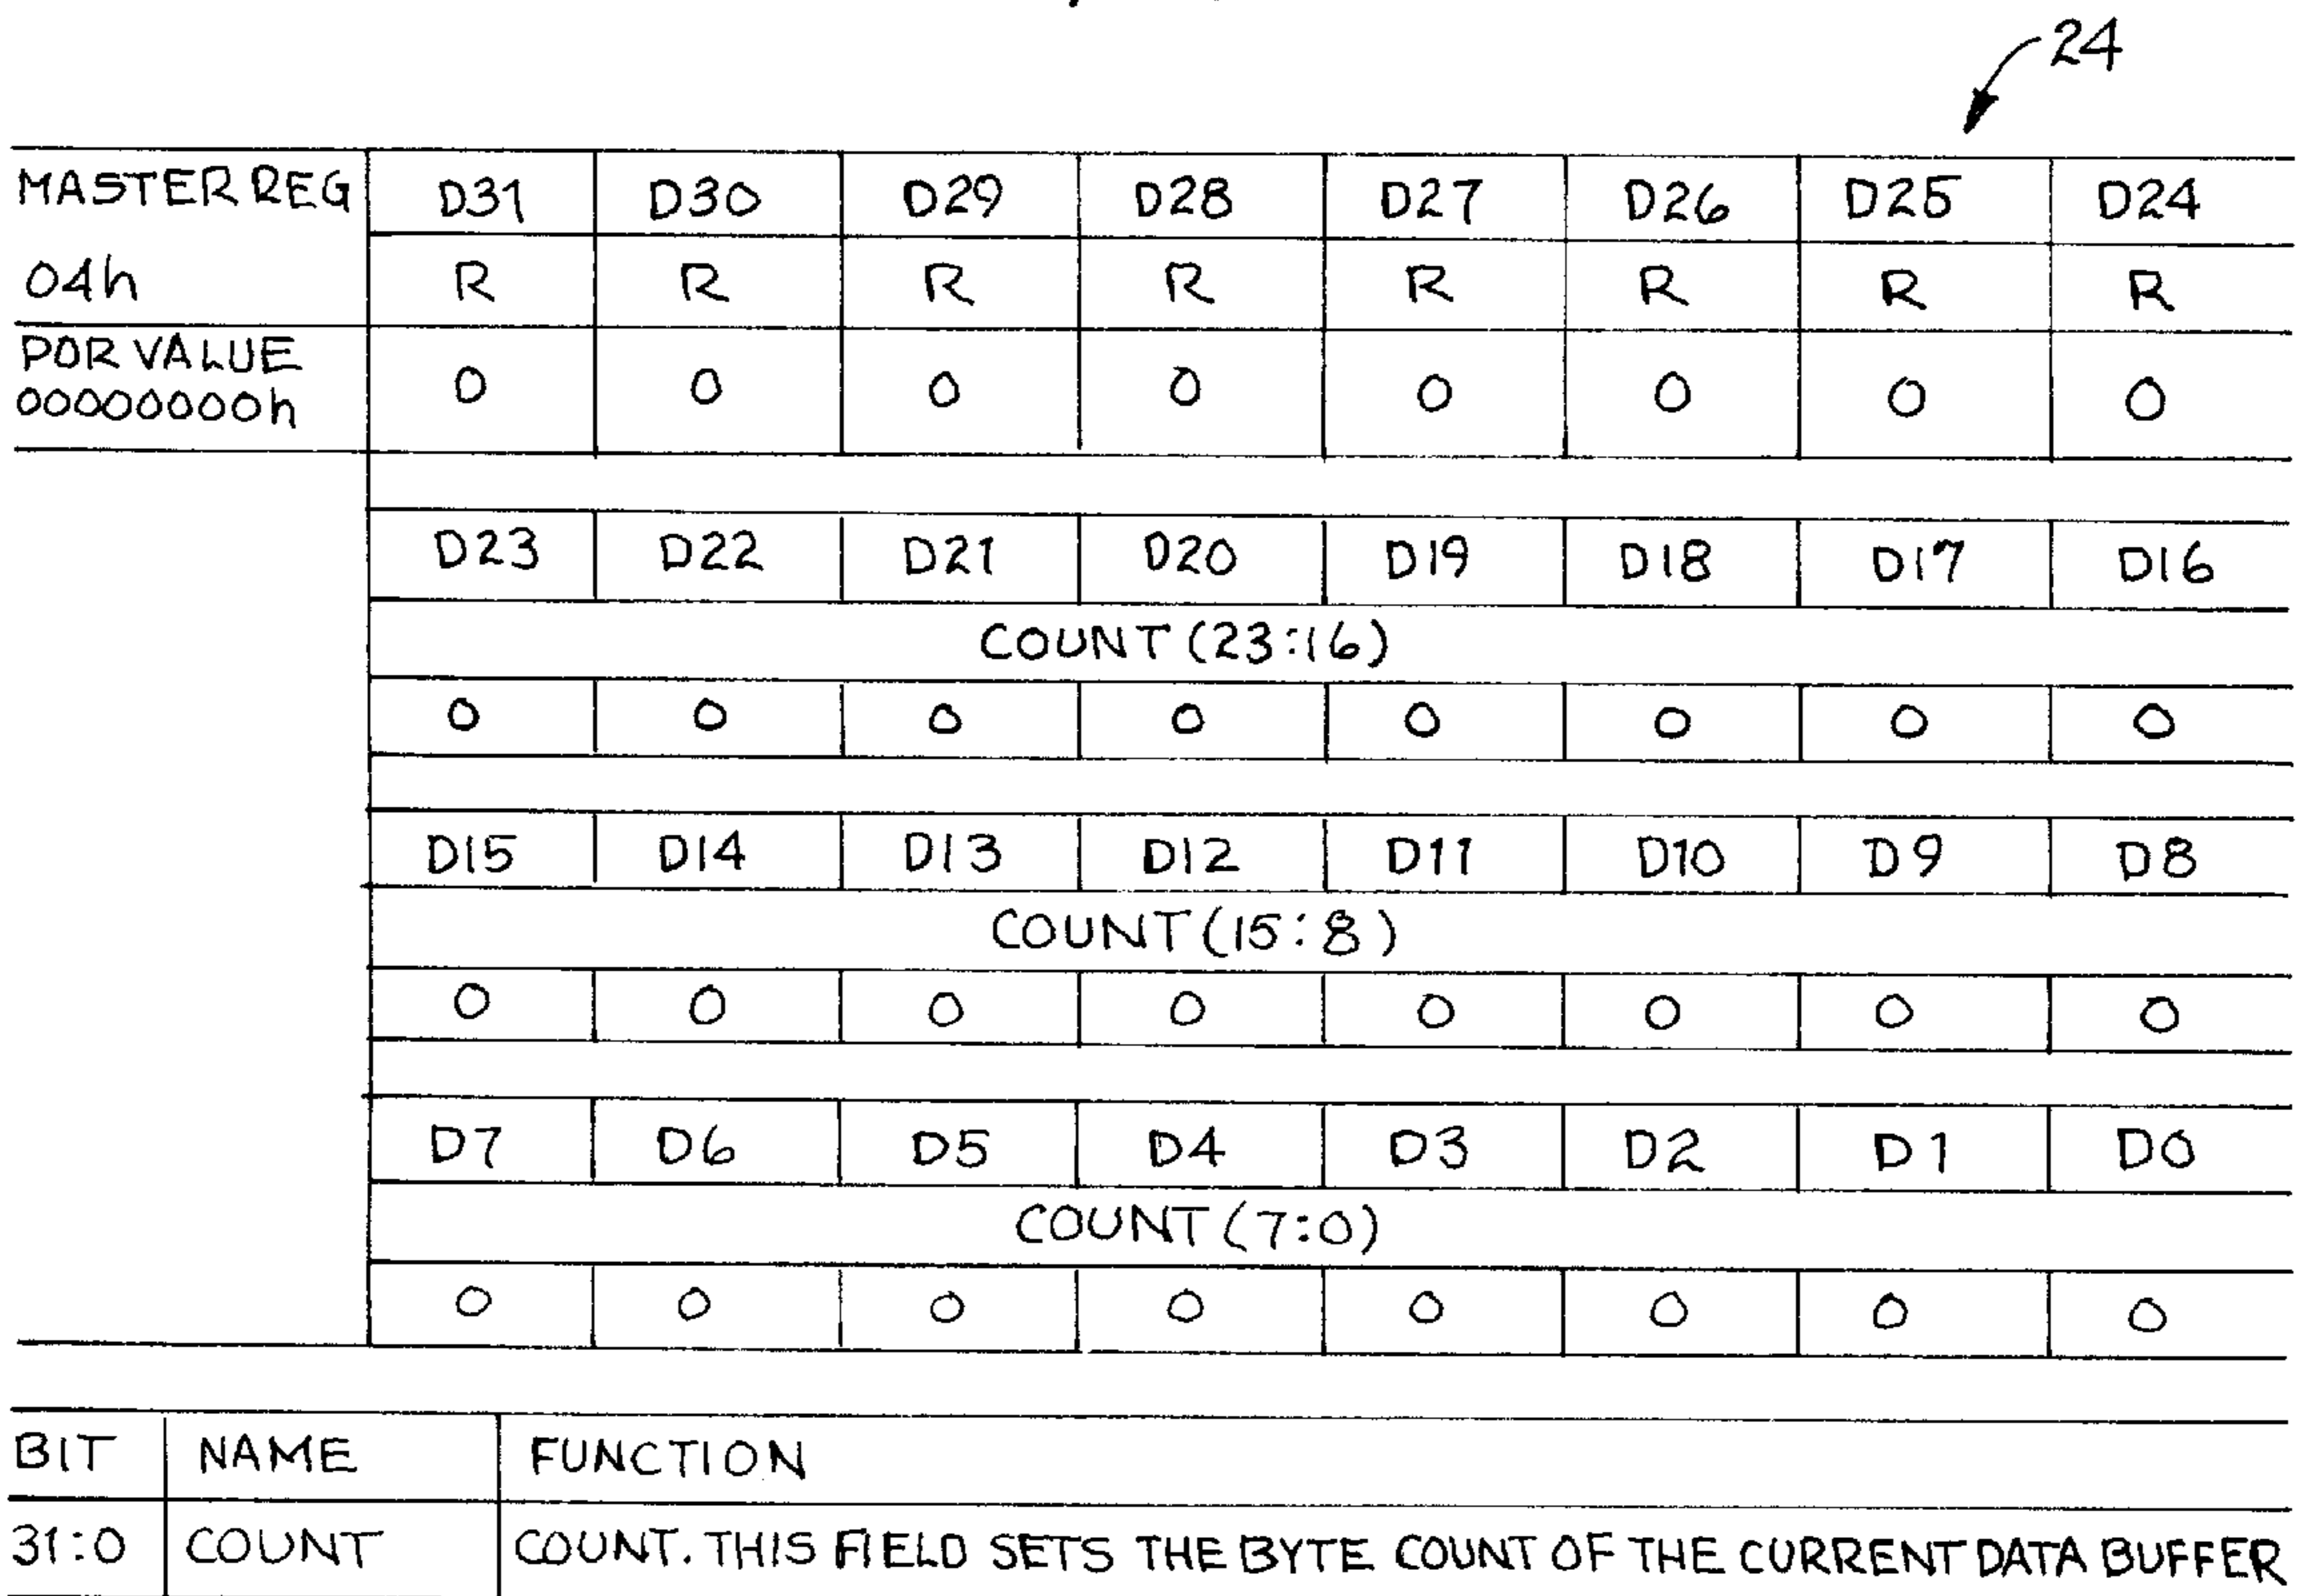 24
MASTER REG D31 D30 D29 D28 D27 D26 D25 D24
04h R R R R R R R R
POR VALUE
00000000h 0 0 0 0 0 0 0 0
D23 D22 D21 D20 D19 D18 D17 D16
COUNT (23:16)
0 0 0 0 0 0 0 0
D15 D14 D13 D12 D11 D10 D9 D8
COUNT (15:8)
0 0 0 0 0 0 0 0
D7 D6 D5 D4 D3 D2 D1 D0
COUNT (7:0)
0 0 0 0 0 0 0 0
BIT NAME FUNCTION
31:0 COUNT COUNT. THIS FIELD SETS THE BYTE COUNT OF THE CURRENT DATA BUFFER